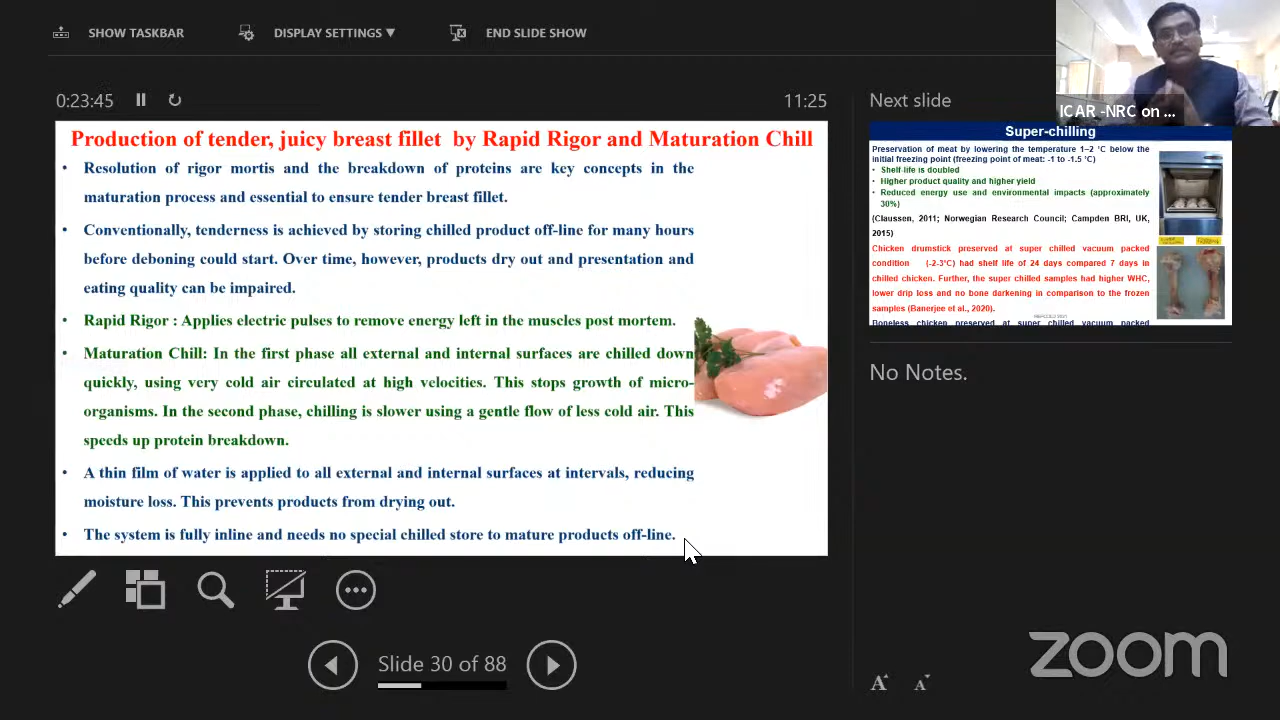 SHOW TASKBAR
DISPLAY SETTINGS ▼
END SLIDE SHOW
ICAR -NRC on ...
0:23:45
11:25
Next slide
Production of tender, juicy breast fillet by Rapid Rigor and Maturation Chill
• Resolution of rigor mortis and the breakdown of proteins are key concepts in the
maturation process and essential to ensure tender breast fillet.
• Conventionally, tenderness is achieved by storing chilled product off-line for many hours
before deboning could start. Over time, however, products dry out and presentation and
eating quality can be impaired.
• Rapid Rigor : Applies electric pulses to remove energy left in the muscles post mortem.
• Maturation Chill: In the first phase all external and internal surfaces are chilled down
quickly, using very cold air circulated at high velocities. This stops growth of micro-
organisms. In the second phase, chilling is slower using a gentle flow of less cold air. This
speeds up protein breakdown.
• A thin film of water is applied to all external and internal surfaces at intervals, reducing
moisture loss. This prevents products from drying out.
• The system is fully inline and needs no special chilled store to mature products off-line.
Super-chilling
Preservation of meat by lowering the temperature 1–2 °C below the
initial freezing point (freezing point of meat: -1 to -1.5 °C)
• Shelf-life is doubled
• Higher product quality and higher yield
• Reduced energy use and environmental impacts (approximately
30%)
(Claussen, 2011; Norwegian Research Council; Campden BRI, UK,
2015)
Chicken drumstick preserved at super chilled vacuum packed
condition (-2-3°C) had shelf life of 24 days compared 7 days in
chilled chicken. Further, the super chilled samples had higher WHC,
lower drip loss and no bone darkening in comparison to the frozen
samples (Banerjee et al., 2020).
Boneless chicken preserved at super chilled vacuum packed
No Notes.
Slide 30 of 88
A A
zoom